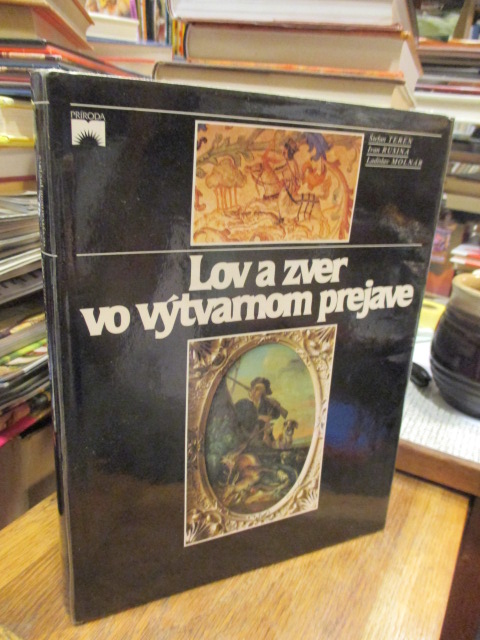 PRÍRODA
Štefan TEREN
Ivan RUSINA
Ladislav MOLNÁR
Lov a zver
vo výtvarnom prejave